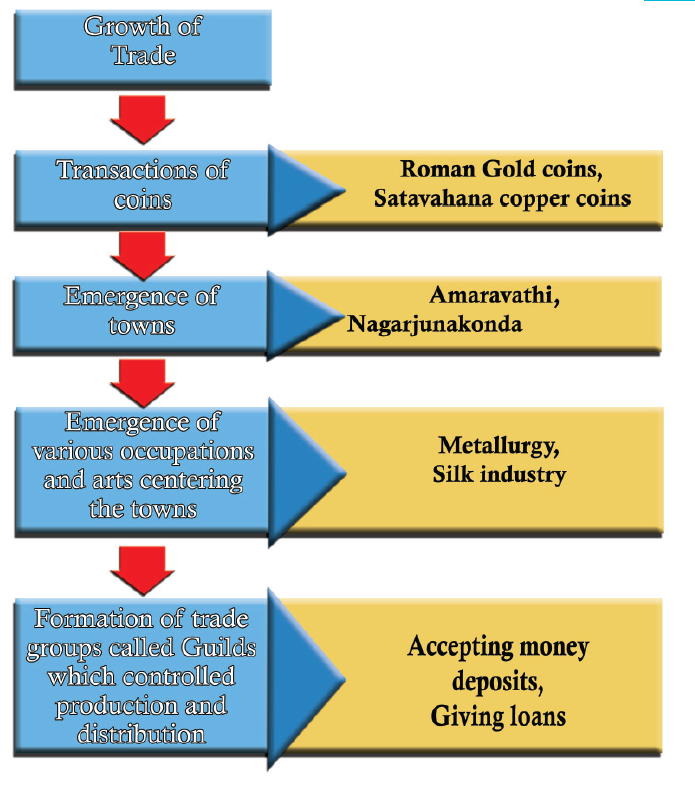 Growth of
Trade
Transactions of
coins
Roman Gold coins,
Satavahana copper coins
Emergence of
towns
Amaravathi,
Nagarjunakonda
Emergence of
various occupations
and arts centering
the towns
Metallurgy,
Silk industry
Formation of trade
groups called Guilds
which controlled
production and
distribution
Accepting money
deposits,
Giving loans